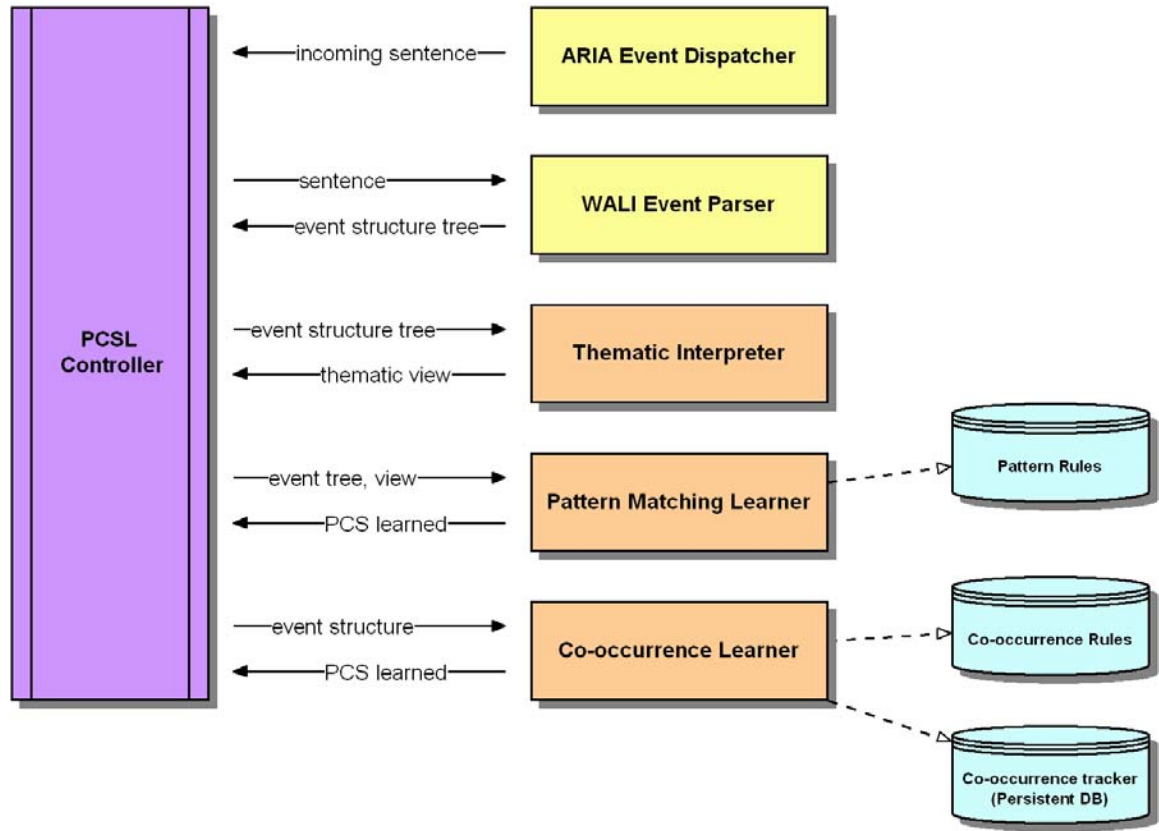 incoming sentence
ARIA Event Dispatcher
sentence
WALI Event Parser
event structure tree
PCSL
Controller
event structure tree
Thematic Interpreter
thematic view
event tree, view
Pattern Matching Learner
PCS learned
Pattern Rules
event structure
Co-occurrence Learner
PCS learned
Co-occurrence Rules
Co-occurrence tracker
(Persistent DB)